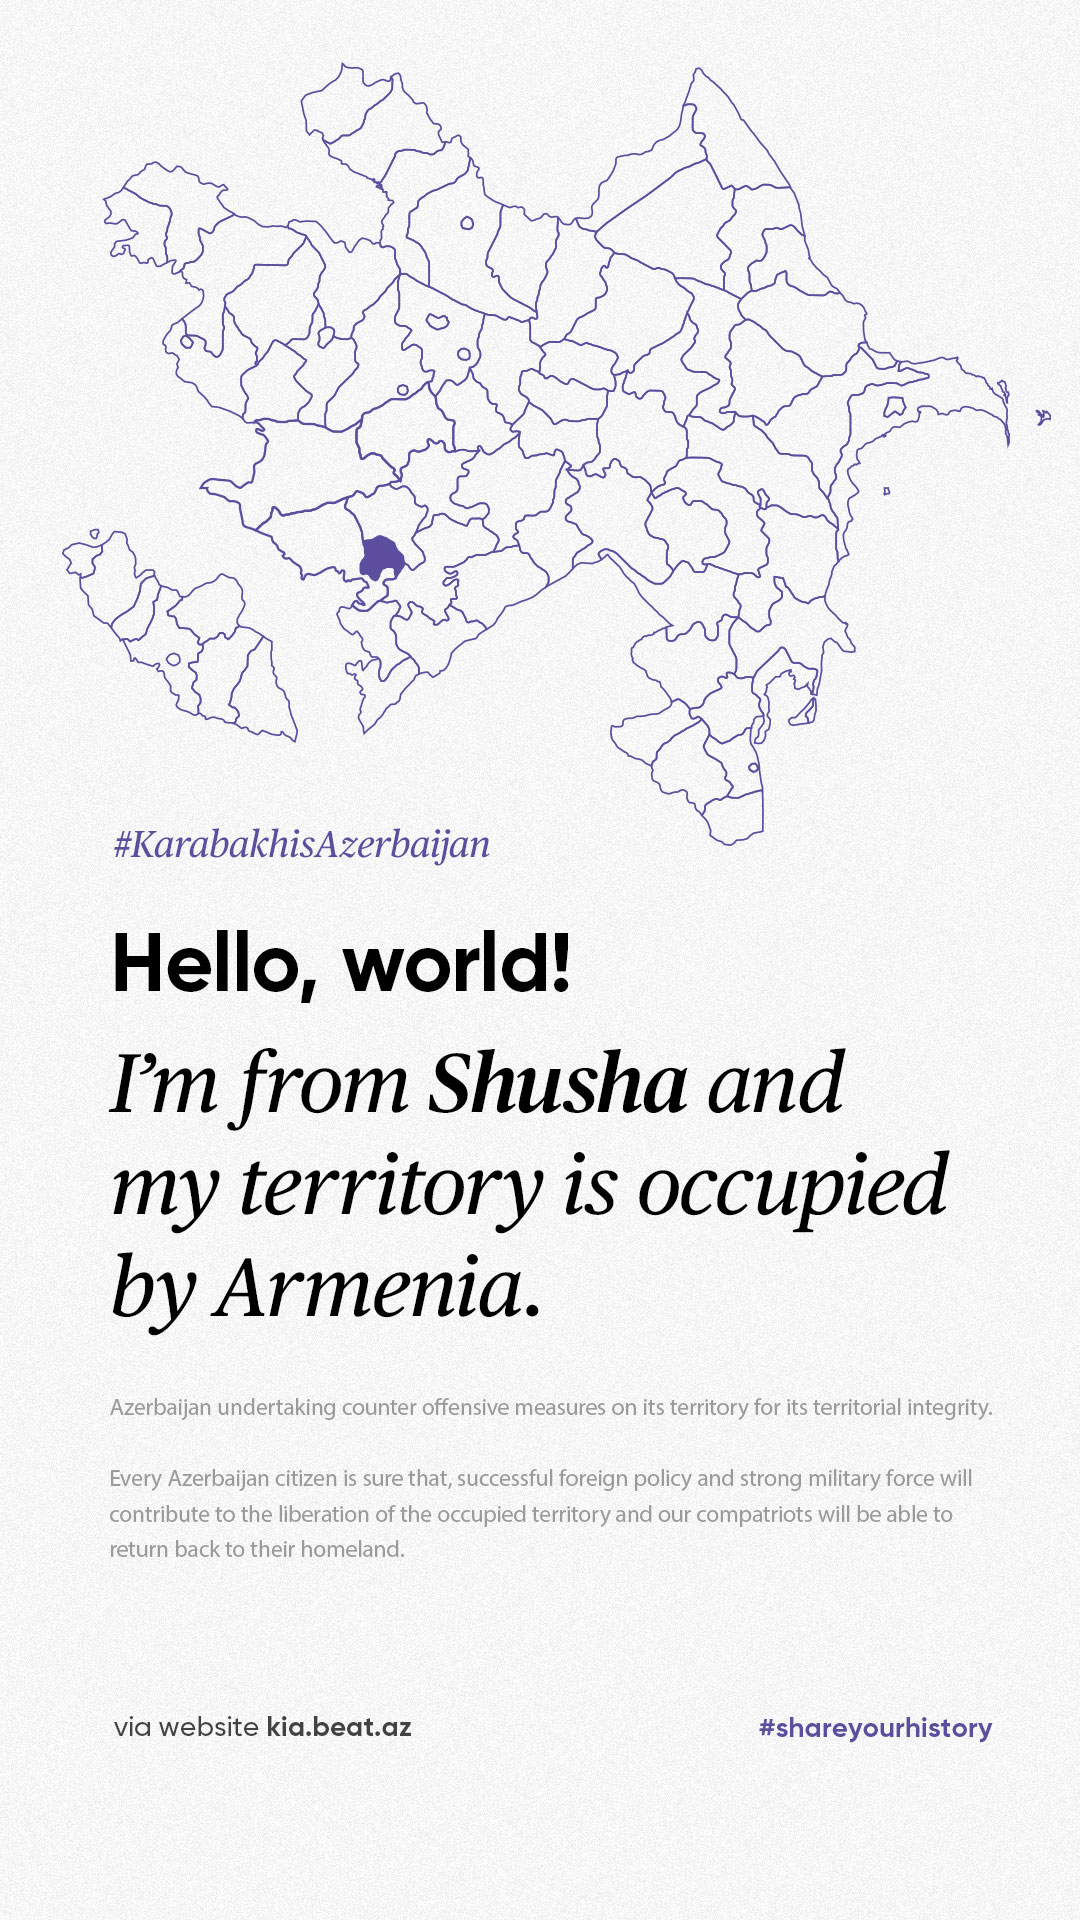 #KarabakhisAzerbaijan
Hello, world!
I’m from Shusha and
my territory is occupied
by Armenia.
Azerbaijan undertaking counter offensive measures on its territory for its territorial integrity.
Every Azerbaijan citizen is sure that, successful foreign policy and strong military force will
contribute to the liberation of the occupied territory and our compatriots will be able to
return back to their homeland.
via website kia.beat.az
#shareyourhistory